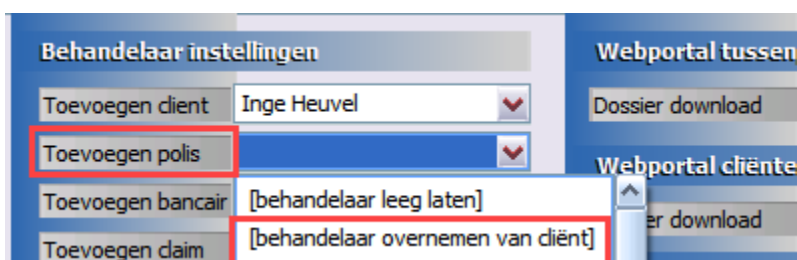 Behandelaar instellingen
Toevoegen cliënt
Inge Heuvel
Toevoegen polis
Toevoegen bancair
[behandelaar leeg laten]
Toevoegen claim
[behandelaar overnemen van cliënt]
Webportal tussen
Dossier download
Webportal cliënte
er download